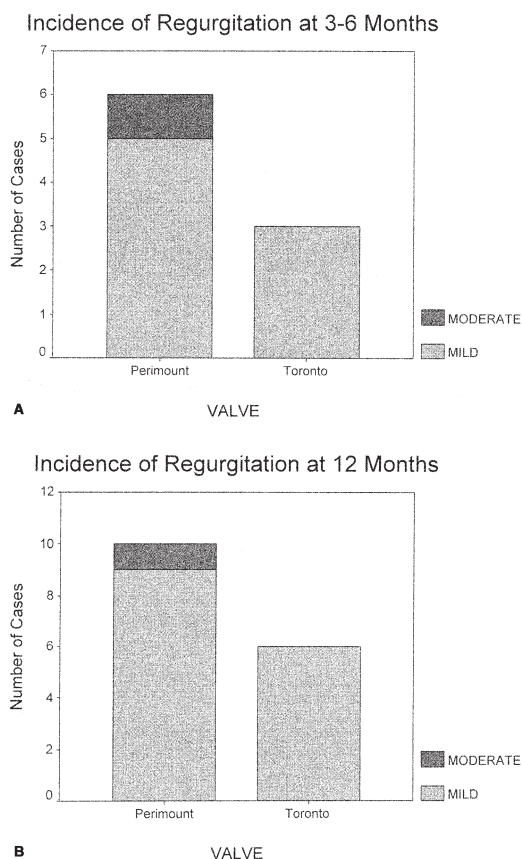 Incidence of Regurgitation at 3-6 Months
7
6
5
4
3
2
1
0
Number of Cases
Perimount Toronto
MODERATE
MILD
A VALVE
Incidence of Regurgitation at 12 Months
12
10
8
6
4
2
0
Number of Cases
Perimount Toronto
MODERATE
MILD
B VALVE